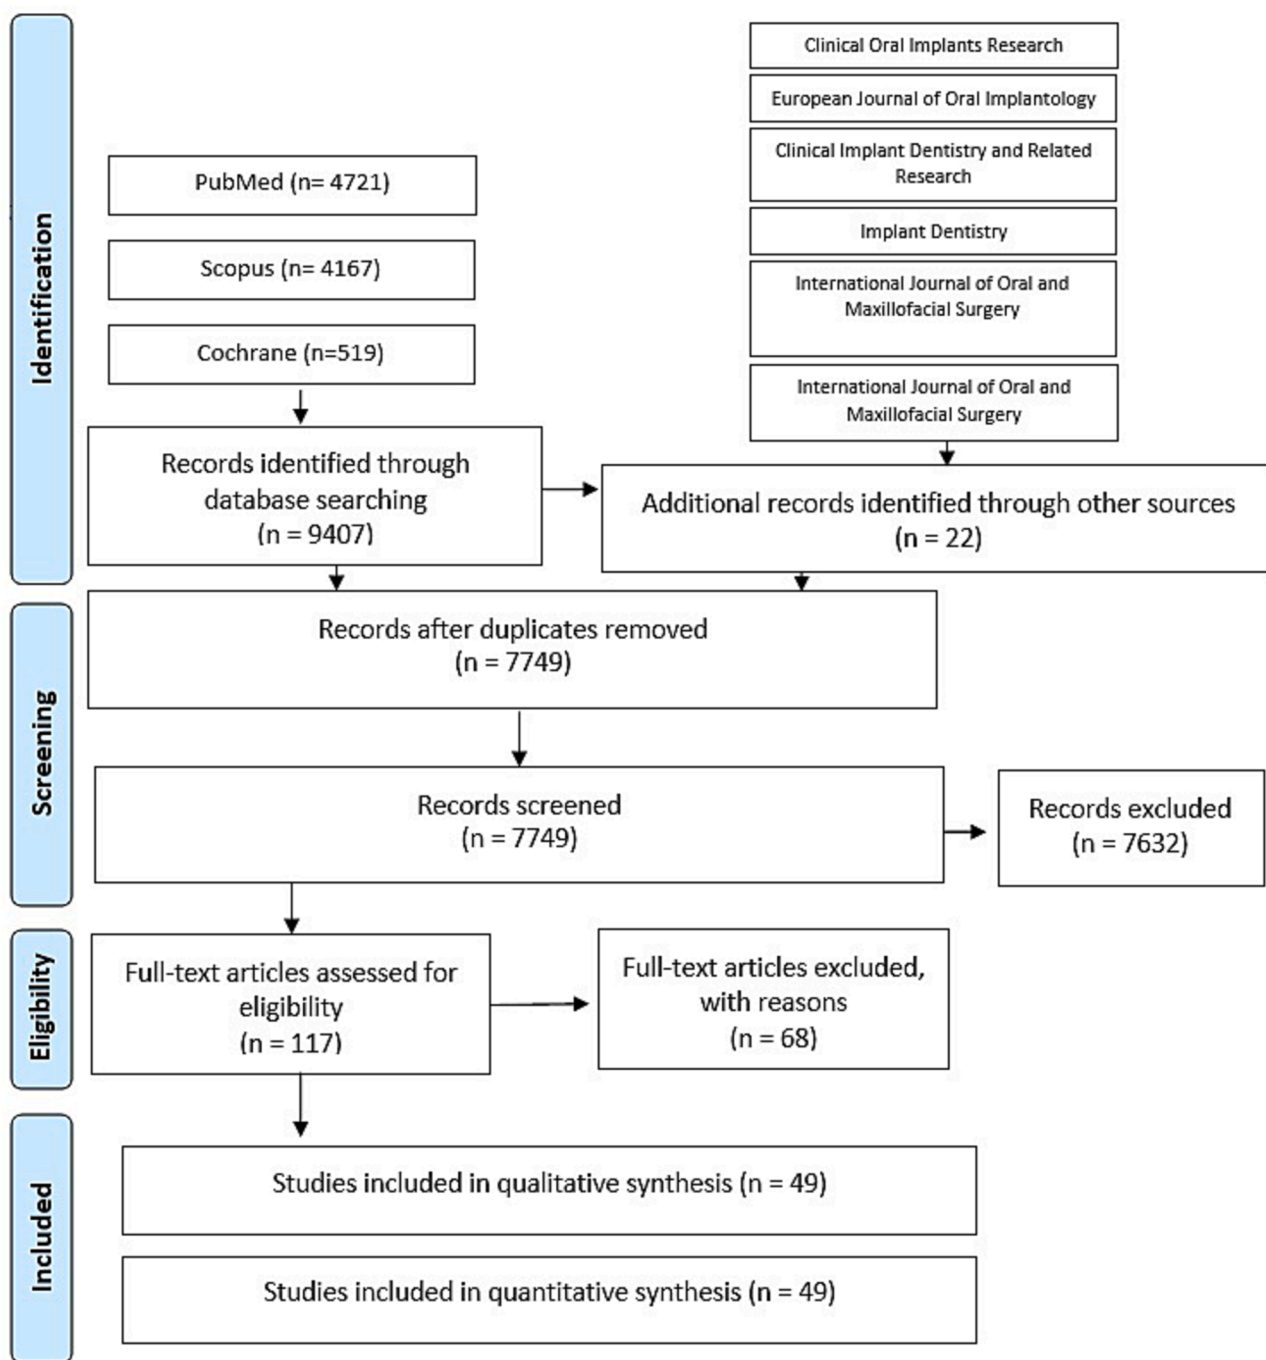 Identification
PubMed (n= 4721)
Scopus (n= 4167)
Cochrane (n=519)
Clinical Oral Implants Research
European Journal of Oral Implantology
Clinical Implant Dentistry and Related
Research
Implant Dentistry
International Journal of Oral and
Maxillofacial Surgery
International Journal of Oral and
Maxillofacial Surgery
Records identified through
database searching
(n = 9407)
Additional records identified through other sources
(n = 22)
Screening
Records after duplicates removed
(n = 7749)
Records screened
(n = 7749)
Records excluded
(n = 7632)
Eligibility
Full-text articles assessed for
eligibility
(n = 117)
Full-text articles excluded,
with reasons
(n = 68)
Included
Studies included in qualitative synthesis (n = 49)
Studies included in quantitative synthesis (n = 49)